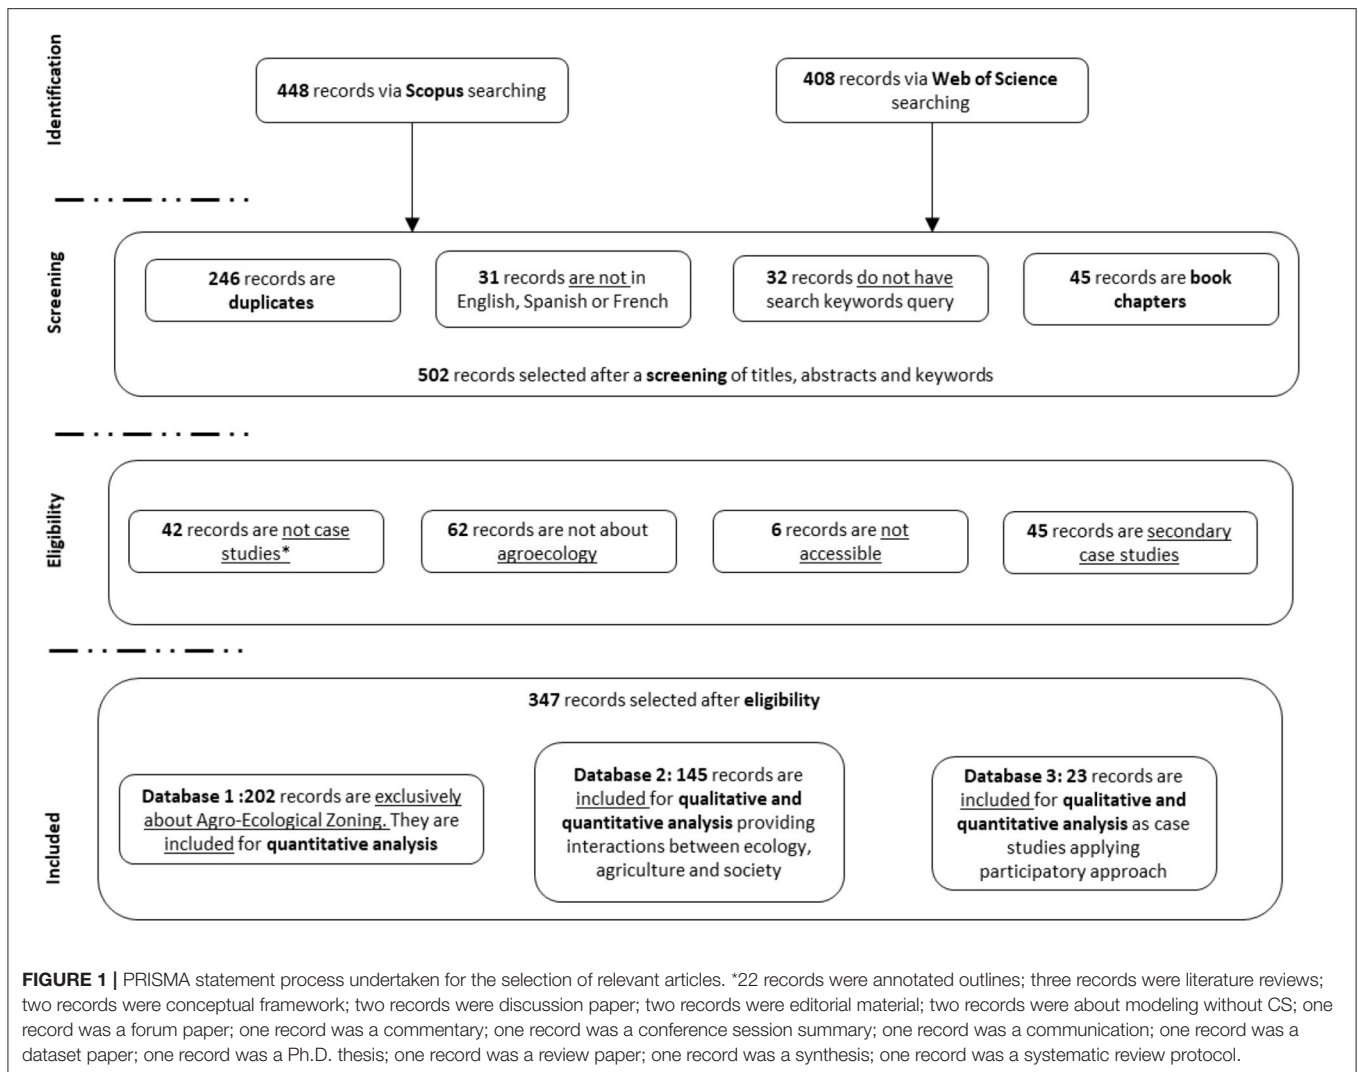 Identification
448 records via Scopus searching
408 records via Web of Science
searching
Screening
246 records are
duplicates
31 records are not in
English, Spanish or French
32 records do not have
search keywords query
45 records are book
chapters
502 records selected after a screening of titles, abstracts and keywords
Eligibility
42 records are not case
studies*
62 records are not about
agroecology
6 records are not
accessible
45 records are secondary
case studies
Included
347 records selected after eligibility
Database 1 :202 records are exclusively
about Agro-Ecological Zoning. They are
included for quantitative analysis
Database 2: 145 records are
included for qualitative and
quantitative analysis providing
interactions between ecology,
agriculture and society
Database 3: 23 records are
included for qualitative and
quantitative analysis as case
studies applying
participatory approach
FIGURE 1 | PRISMA statement process undertaken for the selection of relevant articles. *22 records were annotated outlines; three records were literature reviews;
two records were conceptual framework; two records were discussion paper; two records were editorial material; two records were about modeling without CS; one
record was a forum paper; one record was a commentary; one record was a conference session summary; one record was a communication; one record was a
dataset paper; one record was a Ph.D. thesis; one record was a review paper; one record was a synthesis; one record was a systematic review protocol.